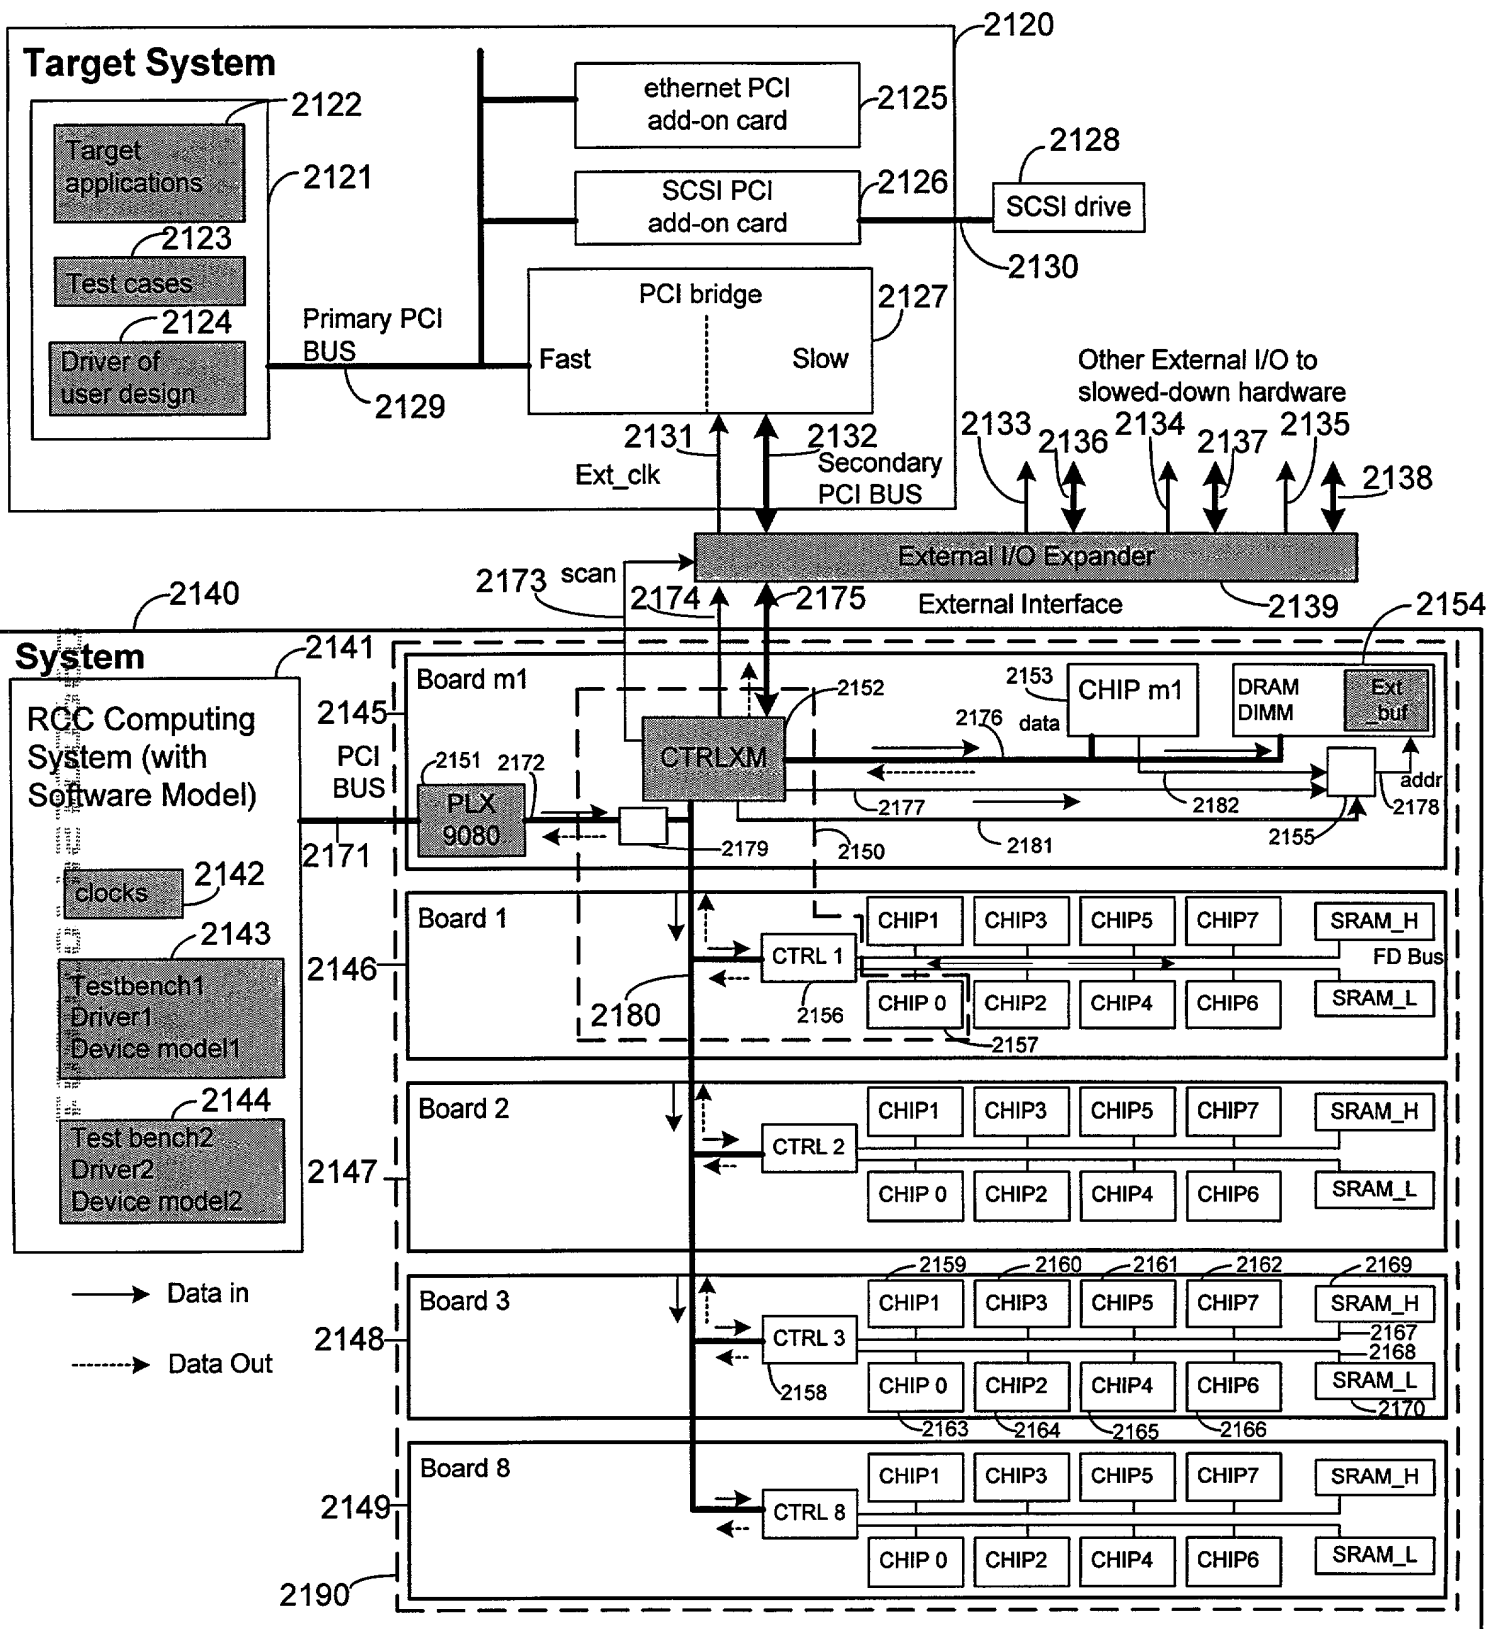 2120
Target System
2122
Target
applications
2121
2123
Test cases
2124
Driver of
user design
Primary PCI
BUS
2129
ethernet PCI
add-on card
2125
SCSI PCI
add-on card
2126
2128
SCSI drive
2130
PCI bridge
2127
Fast
Slow
2131
2132
Ext_clk
Secondary
PCI BUS
Other External I/O to
slowed-down hardware
2133
2136
2134
2137
2135
2138
External I/O Expander
scan
2173
2174
2175
External Interface
2139
2140
System
2141
RCC Computing
System (with
Software Model)
2142
clocks
2143
Testbench1
Driver1
Device model1
2144
Test bench2
Driver2
Device model2
Data in
Data Out
PCI
BUS
2171
2145
Board m1
2151
PLX
9080
2172
2179
CTRLXM
2152
2150
2153
CHIP m1
data
2176
2154
DRAM
DIMM
Ext
_buf
addr
2177
2182
2178
2155
2181
2146
Board 1
2180
CTRL 1
2156
CHIP1
CHIP3
CHIP5
CHIP7
SRAM_H
FD Bus
CHIP 0
CHIP2
CHIP4
CHIP6
SRAM_L
2157
2147
Board 2
CTRL 2
CHIP1
CHIP3
CHIP5
CHIP7
SRAM_H
CHIP 0
CHIP2
CHIP4
CHIP6
SRAM_L
2159
2160
2161
2162
2169
2148
Board 3
CTRL 3
2158
CHIP1
CHIP3
CHIP5
CHIP7
SRAM_H
2167
2168
CHIP 0
CHIP2
CHIP4
CHIP6
SRAM_L
2170
2163
2164
2165
2166
2149
Board 8
CTRL 8
CHIP1
CHIP3
CHIP5
CHIP7
SRAM_H
CHIP 0
CHIP2
CHIP4
CHIP6
SRAM_L
2190